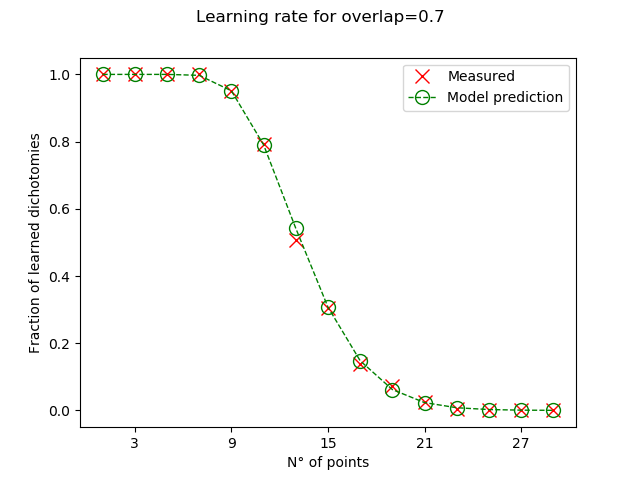 Learning rate for overlap=0.7
Measured
Model prediction
1.0
0.8
0.6
0.4
0.2
0.0
Fraction of learned dichotomies
3 9 15 21 27
N° of points